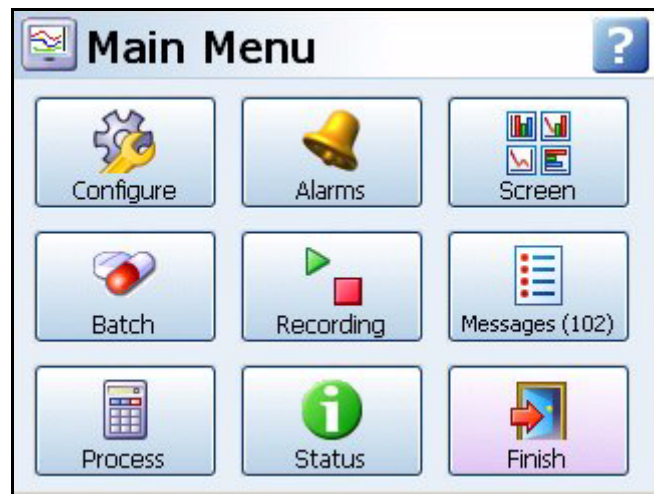 Main Menu ?
Configure Alarms Screen
Batch Recording Messages (102)
Process Status Finish